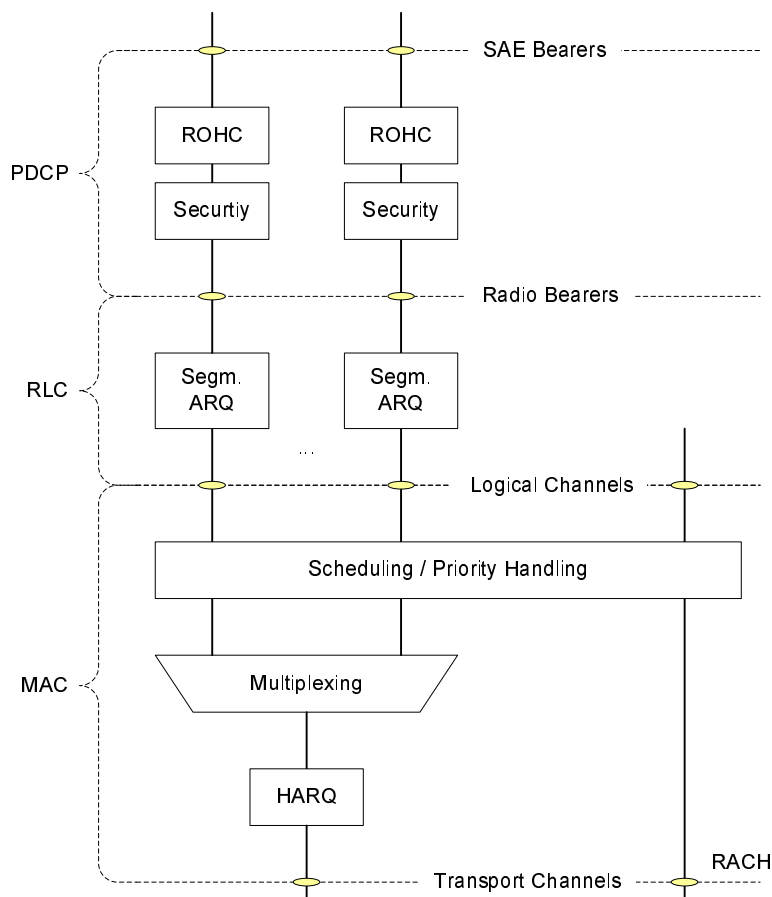 SAE Bearers
ROHC
ROHC
PDCP
Securtiy
Security
Radio Bearers
Segm.
ARQ
Segm.
ARQ
RLC
...
Logical Channels
Scheduling / Priority Handling
MAC
Multiplexing
HARQ
RACH
Transport Channels